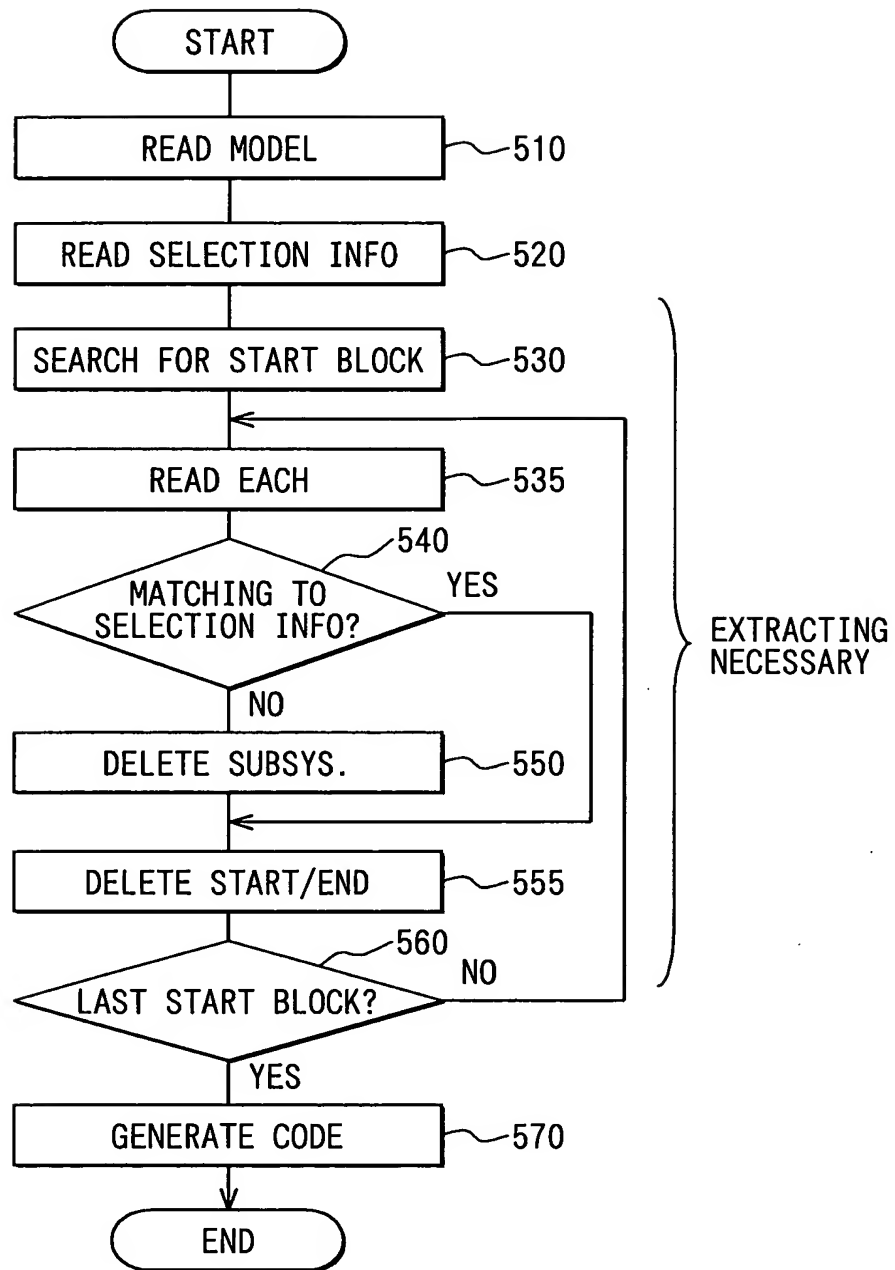 START
READ MODEL
510
READ SELECTION INFO
520
SEARCH FOR START BLOCK
530
READ EACH
535
540
MATCHING TO
SELECTION INFO?
YES
NO
EXTRACTING
NECESSARY
DELETE SUBSYS.
550
DELETE START/END
555
560
LAST START BLOCK?
NO
YES
GENERATE CODE
570
END